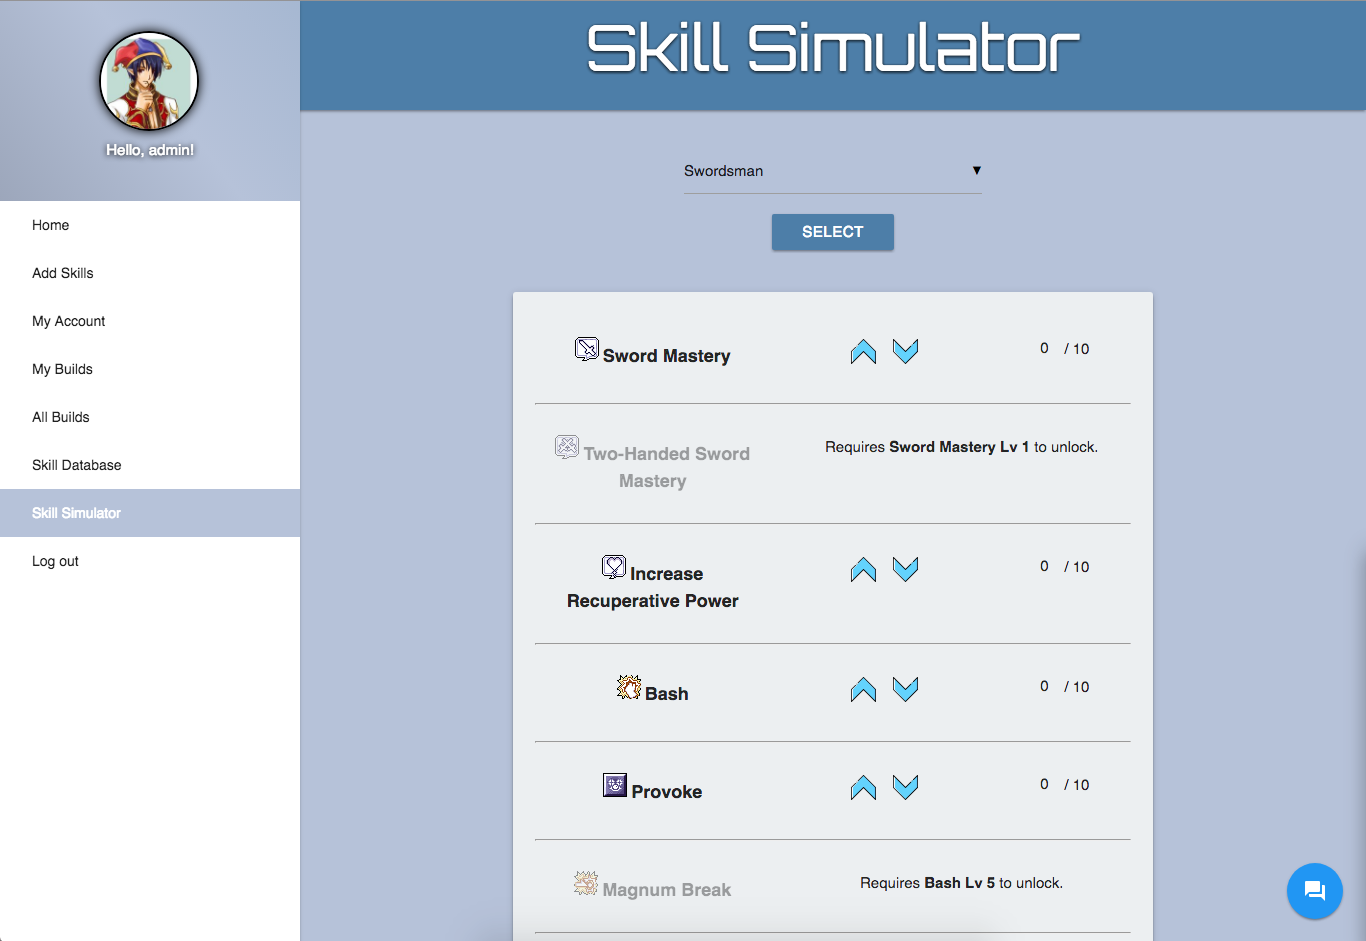 Skill Simulator
Hello, admin!
Home
Add Skills
My Account
My Builds
All Builds
Skill Database
Skill Simulator
Log out
Swordsman ▼
SELECT
Sword Mastery 0 / 10
Two-Handed Sword
Mastery
Requires Sword Mastery Lv 1 to unlock.
Increase
Recuperative Power
0 / 10
Bash 0 / 10
Provoke 0 / 10
Magnum Break Requires Bash Lv 5 to unlock.